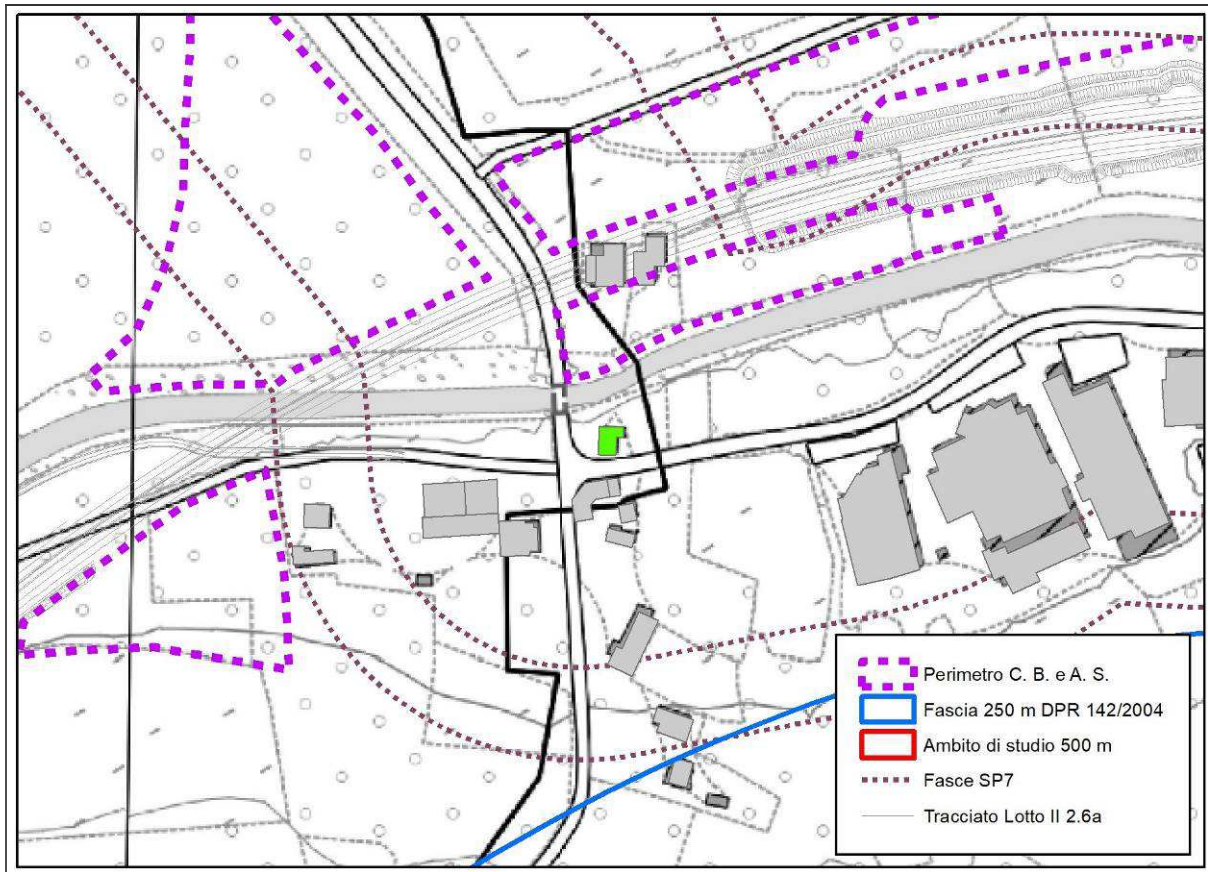 Perimetro C. B. e A. S.
Fascia 250 m DPR 142/2004
Ambito di studio 500 m
Fasce SP7
Tracciato Lotto II 2.6a